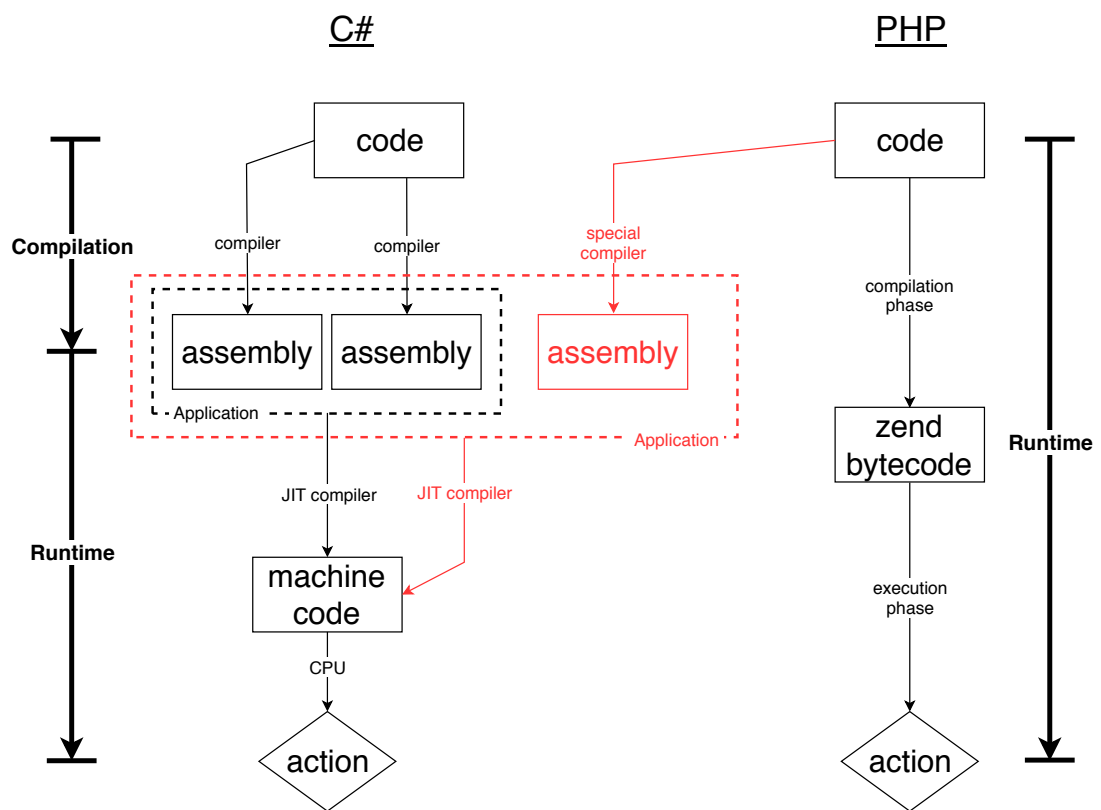 C#
PHP
code
code
Compilation
compiler
compiler
special
compiler
compilation
phase
assembly
assembly
assembly
Application
Application
zend
bytecode
Runtime
JIT compiler
JIT compiler
Runtime
machine
code
execution
phase
CPU
action
action